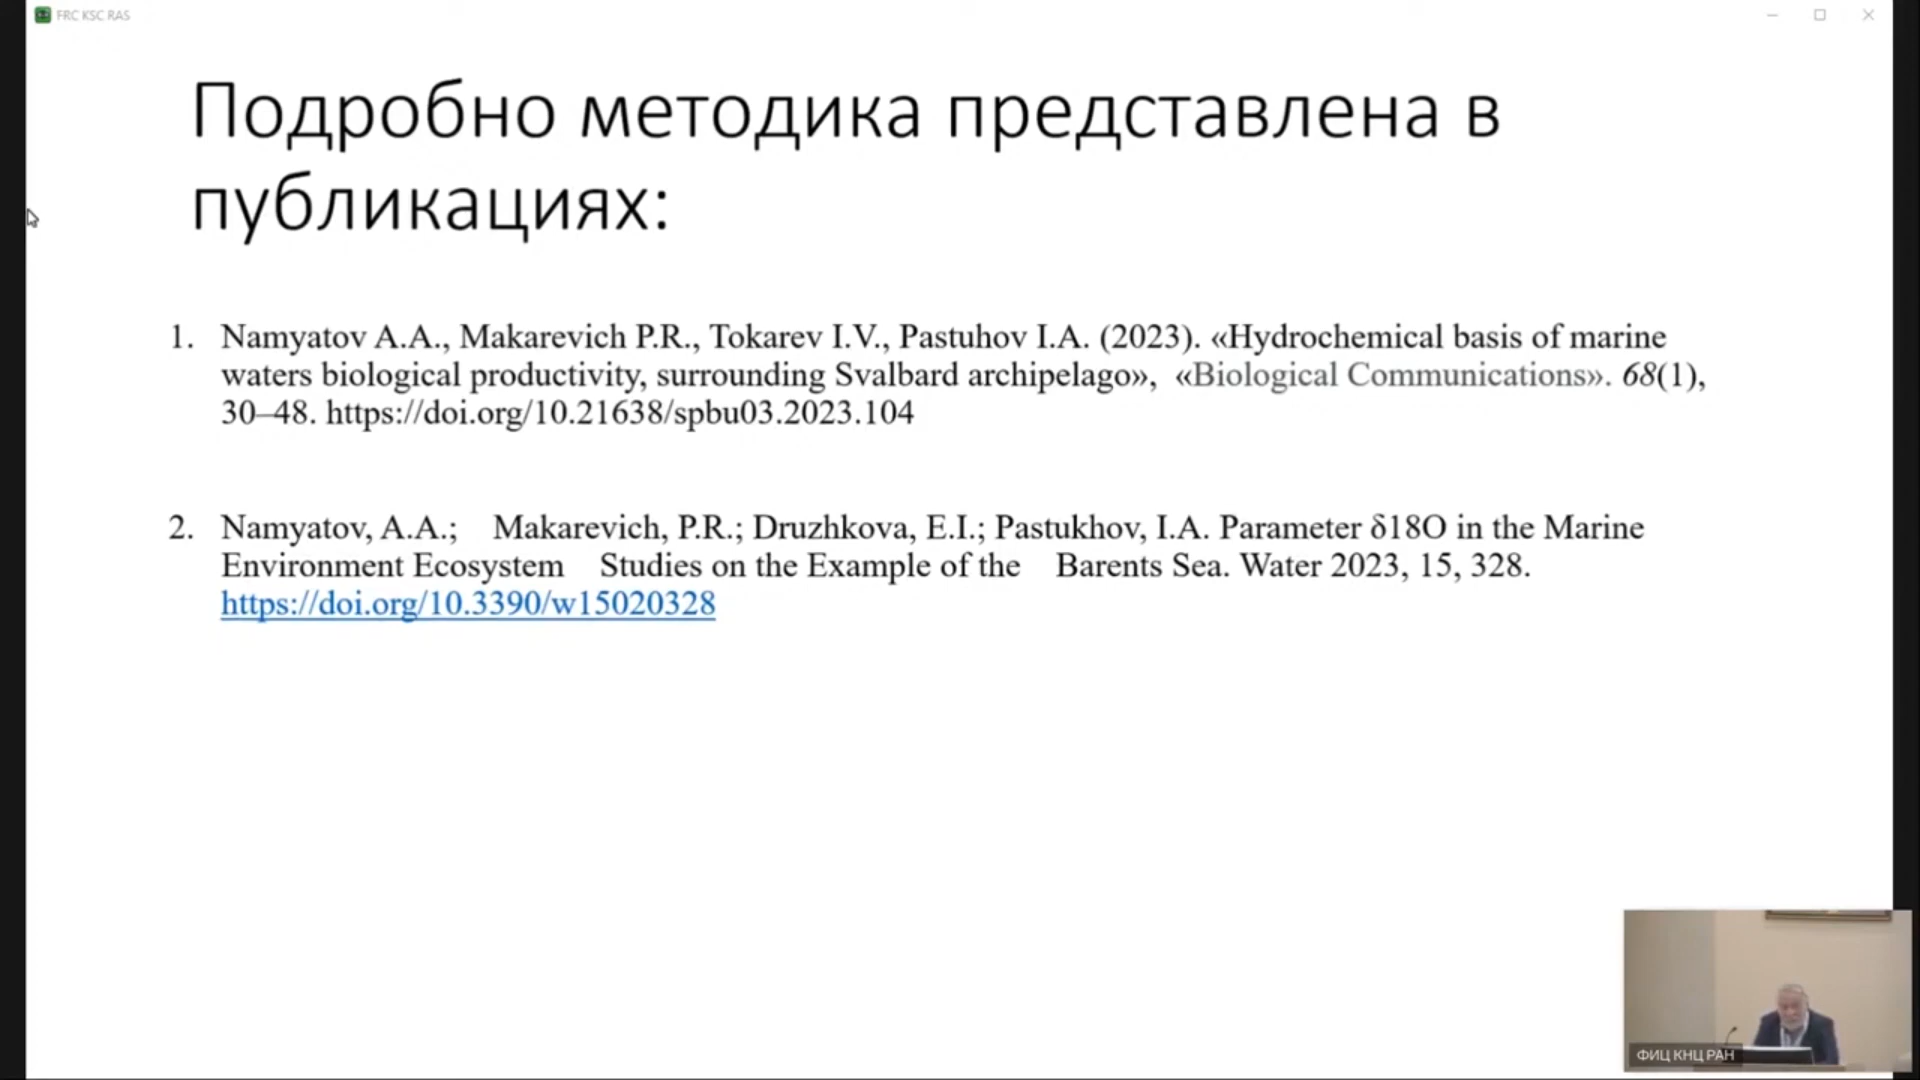 FRC KSC RAS
Подробно методика представлена в
публикациях:
1. Namyatov A.A., Makarevich P.R., Tokarev I.V., Pastuhov I.A. (2023). «Hydrochemical basis of marine
waters biological productivity, surrounding Svalbard archipelago», «Biological Communications». 68(1),
30–48. https://doi.org/10.21638/spbu03.2023.104
2. Namyatov, A.A.; Makarevich, P.R.; Druzhkova, E.I.; Pastukhov, I.A. Parameter δ18O in the Marine
Environment Ecosystem Studies on the Example of the Barents Sea. Water 2023, 15, 328.
https://doi.org/10.3390/w15020328
ФИЦ КНЦ РАН